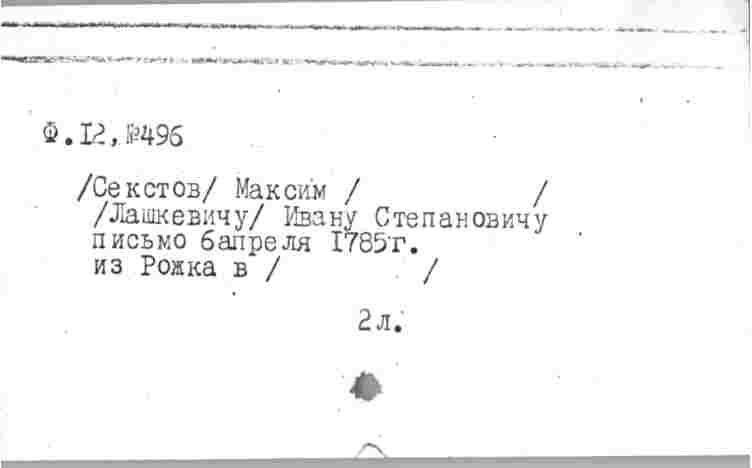 Ф.I2,№496
/Секстов/ Максим /          /
/Лашкевичу/ Ивану Степановичу
письмо 6апреля I785г.
из Рожка в /          /
2л.